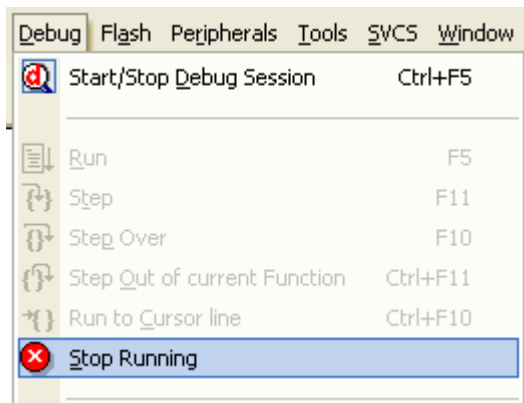 Debug Flash Peripherals Tools SVCS Window
Start/Stop Debug Session Ctrl+F5
Run F5
Step F11
Step Over F10
Step Out of current Function Ctrl+F11
Run to Cursor line Ctrl+F10
Stop Running